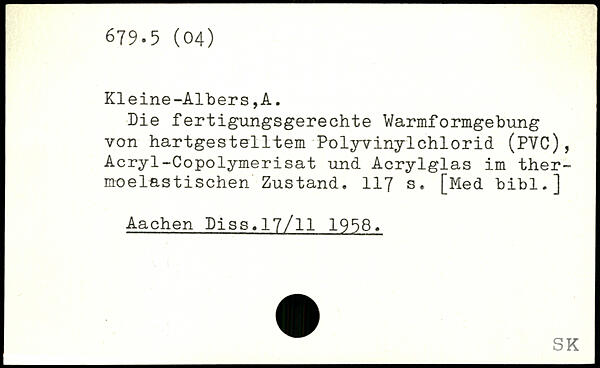 679.5 (04)
Kleine-Albers,A.
Die fertigungsgerechte Warmformgebung
von hartgestelltem Polyvinylchlorid (PVC),
Acryl-Copolymerisat und Acrylglas im ther-
moelastischen Zustand. 117 s. [Med bibl.]
Aachen Diss.17/11 1958.
SK